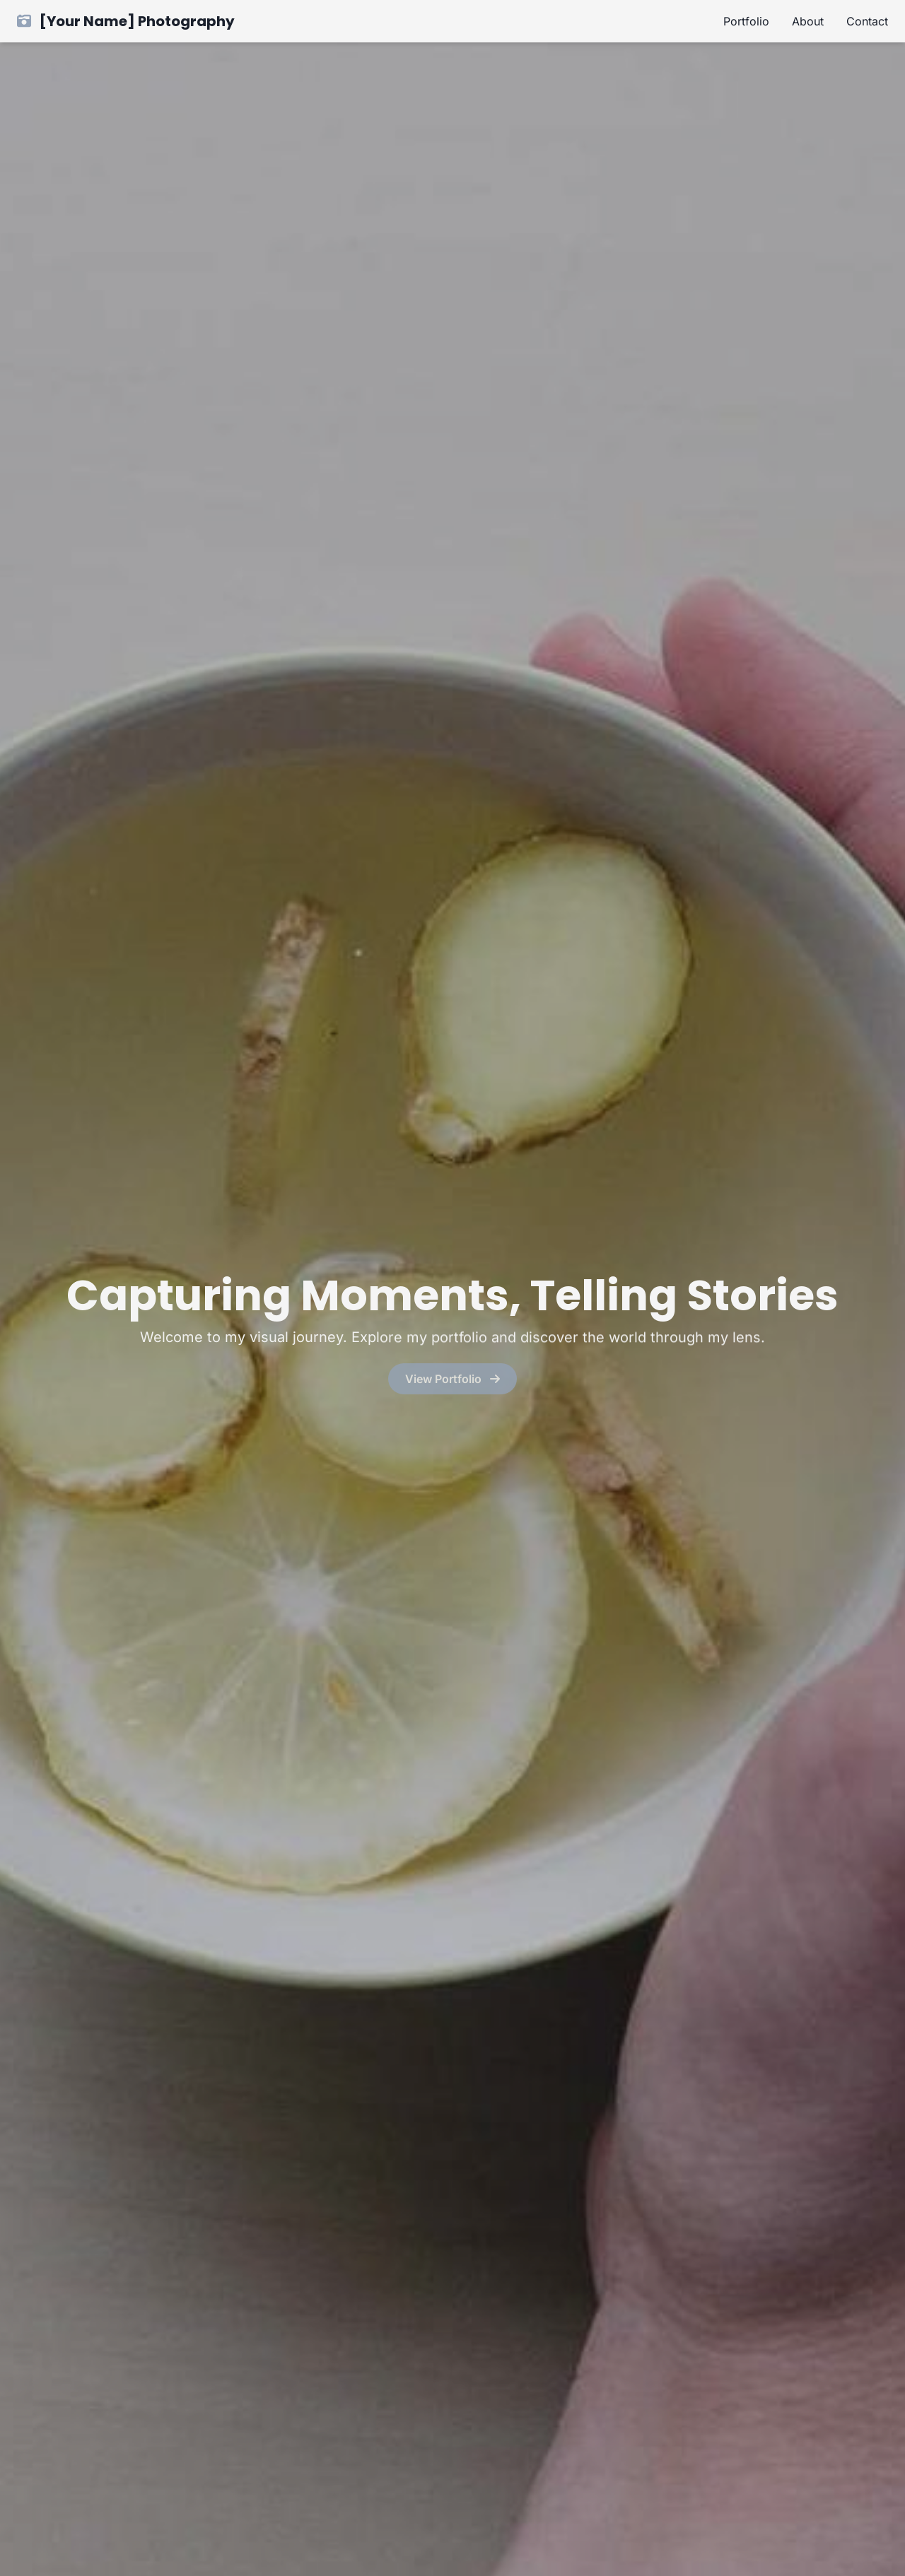 [Your Name] Photography
Portfolio
About
Contact
Capturing Moments, Telling Stories
Welcome to my visual journey. Explore my portfolio and discover the world through my lens.
View Portfolio